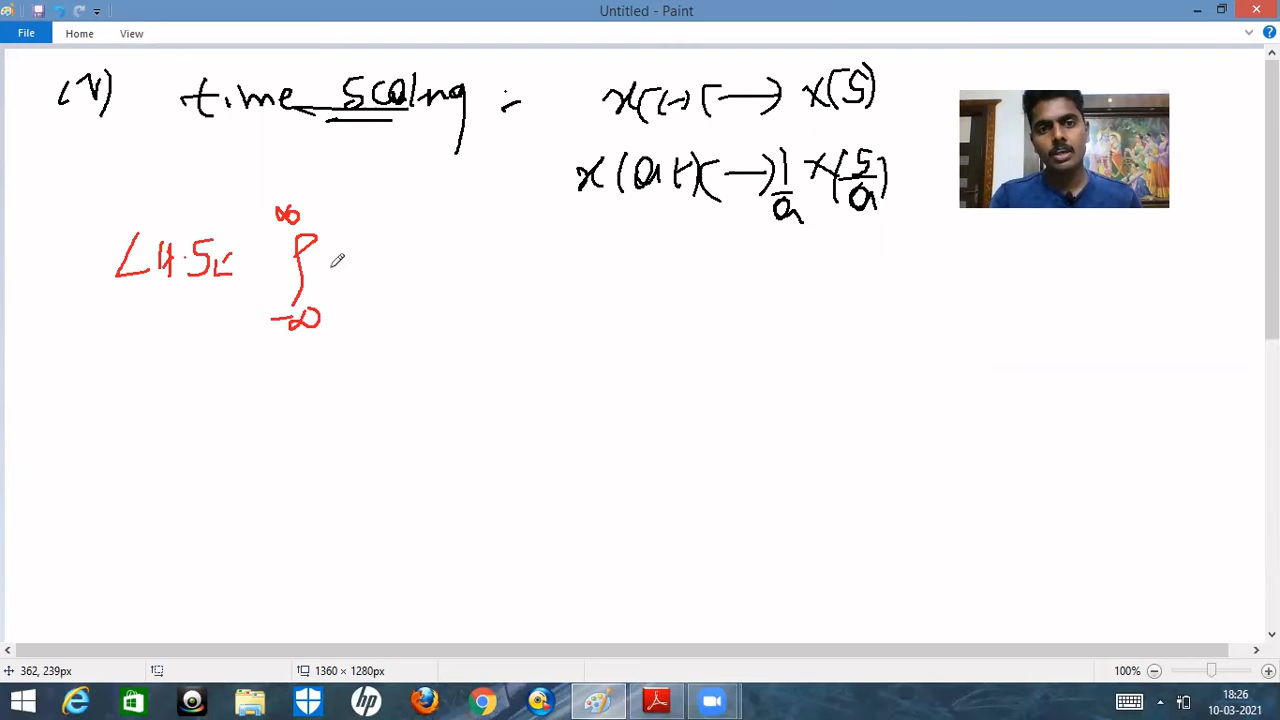 Untitled - Paint
File Home View
(V) time scaling :- x(t) ⟷ X(S)
x(at) ⟷ 1/a X(S/a)
L·H·S = ∫
∞
-∞
362, 239px 1360 × 1280px 100%
18:26
10-03-2021